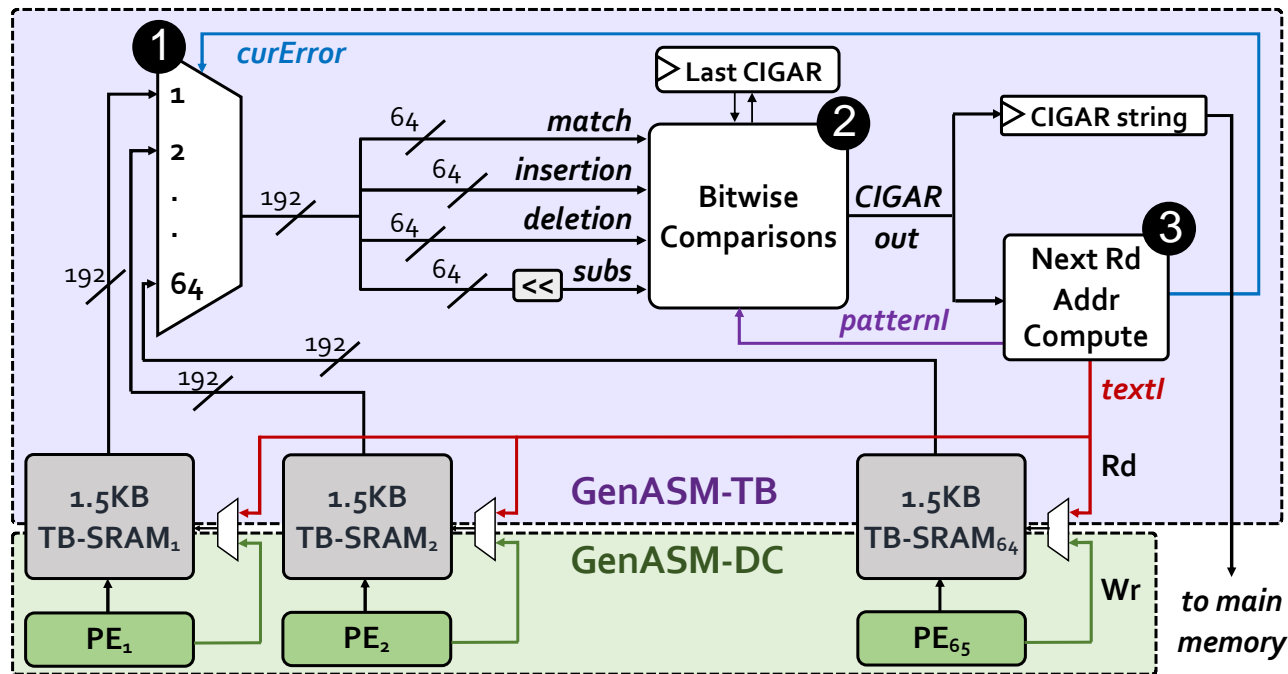 1
curError
Last CIGAR
2
1
2
.
.
64
192
64
match
64
insertion
64
deletion
64
<<
subs
Bitwise
Comparisons
CIGAR
out
CIGAR string
3
Next Rd
Addr
Compute
patternI
textI
192
192
192
Rd
1.5KB
TB-SRAM1
1.5KB
TB-SRAM2
GenASM-TB
1.5KB
TB-SRAM64
GenASM-DC
Wr
PE1
PE2
PE65
to main
memory